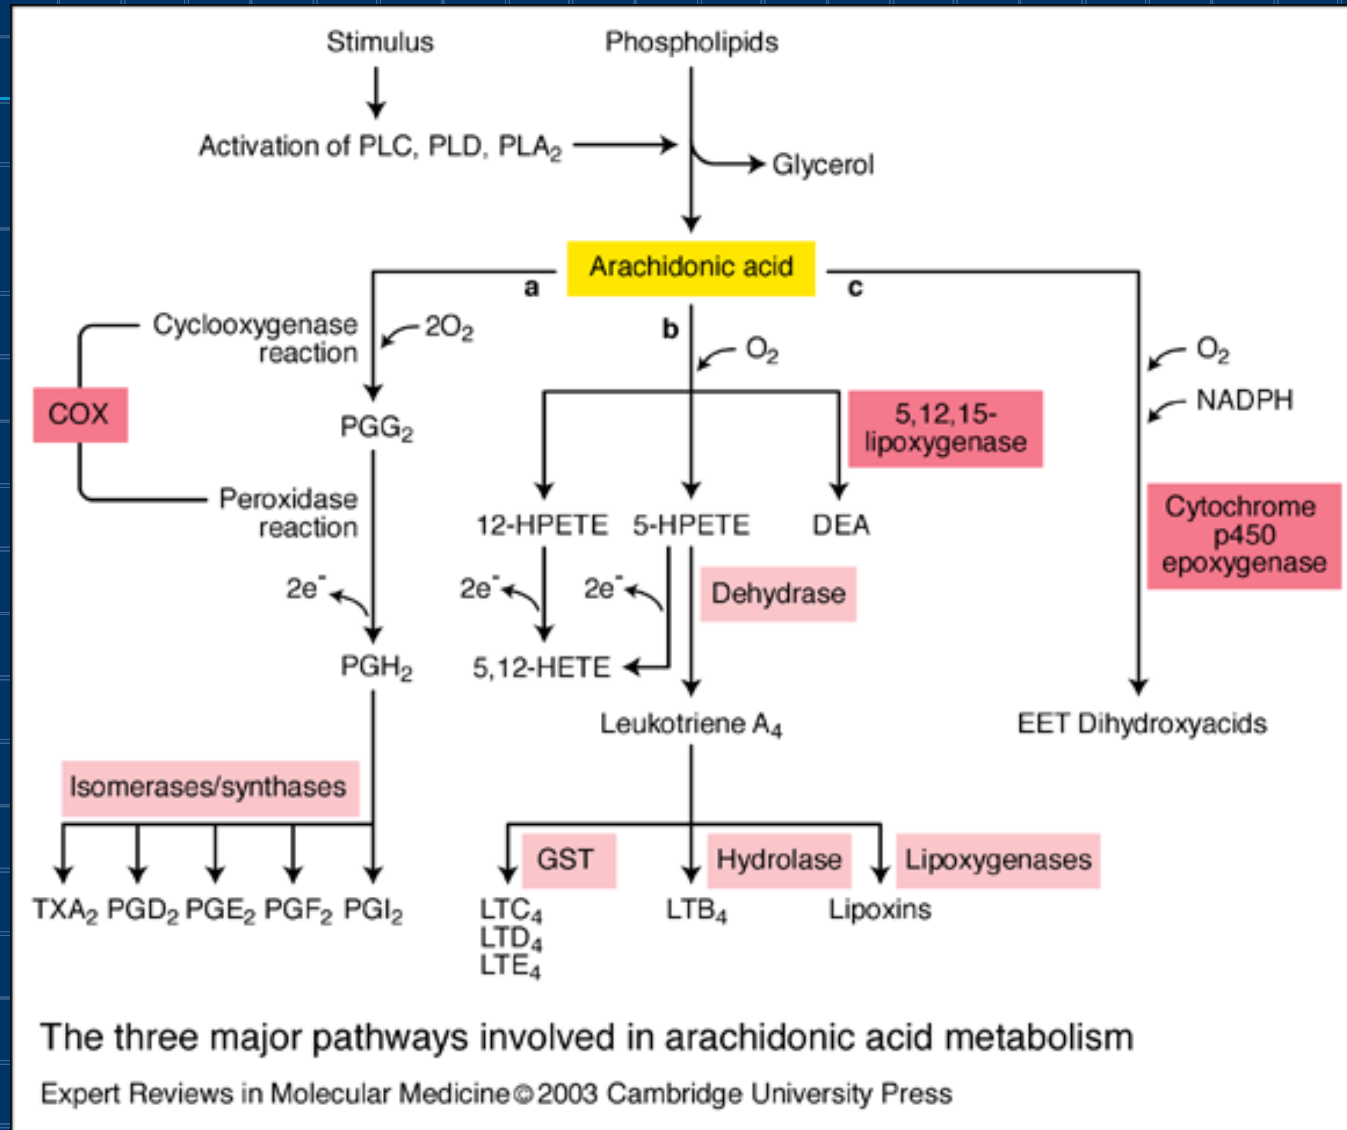 Stimulus
Phospholipids
Activation of PLC, PLD, PLA₂
Glycerol
Arachidonic acid
a
b
c
Cyclooxygenase
reaction
2O₂
COX
PGG₂
Peroxidase
reaction
2e⁻
PGH₂
Isomerases/synthases
TXA₂ PGD₂ PGE₂ PGF₂ PGI₂
O₂
5,12,15-
lipoxygenase
12-HPETE 5-HPETE DEA
2e⁻
2e⁻
Dehydrase
5,12-HETE
Leukotriene A₄
GST
Hydrolase
Lipoxygenases
LTC₄
LTD₄
LTE₄
LTB₄
Lipoxins
O₂
NADPH
Cytochrome
p450
epoxygenase
EET Dihydroxyacids
The three major pathways involved in arachidonic acid metabolism
Expert Reviews in Molecular Medicine©2003 Cambridge University Press